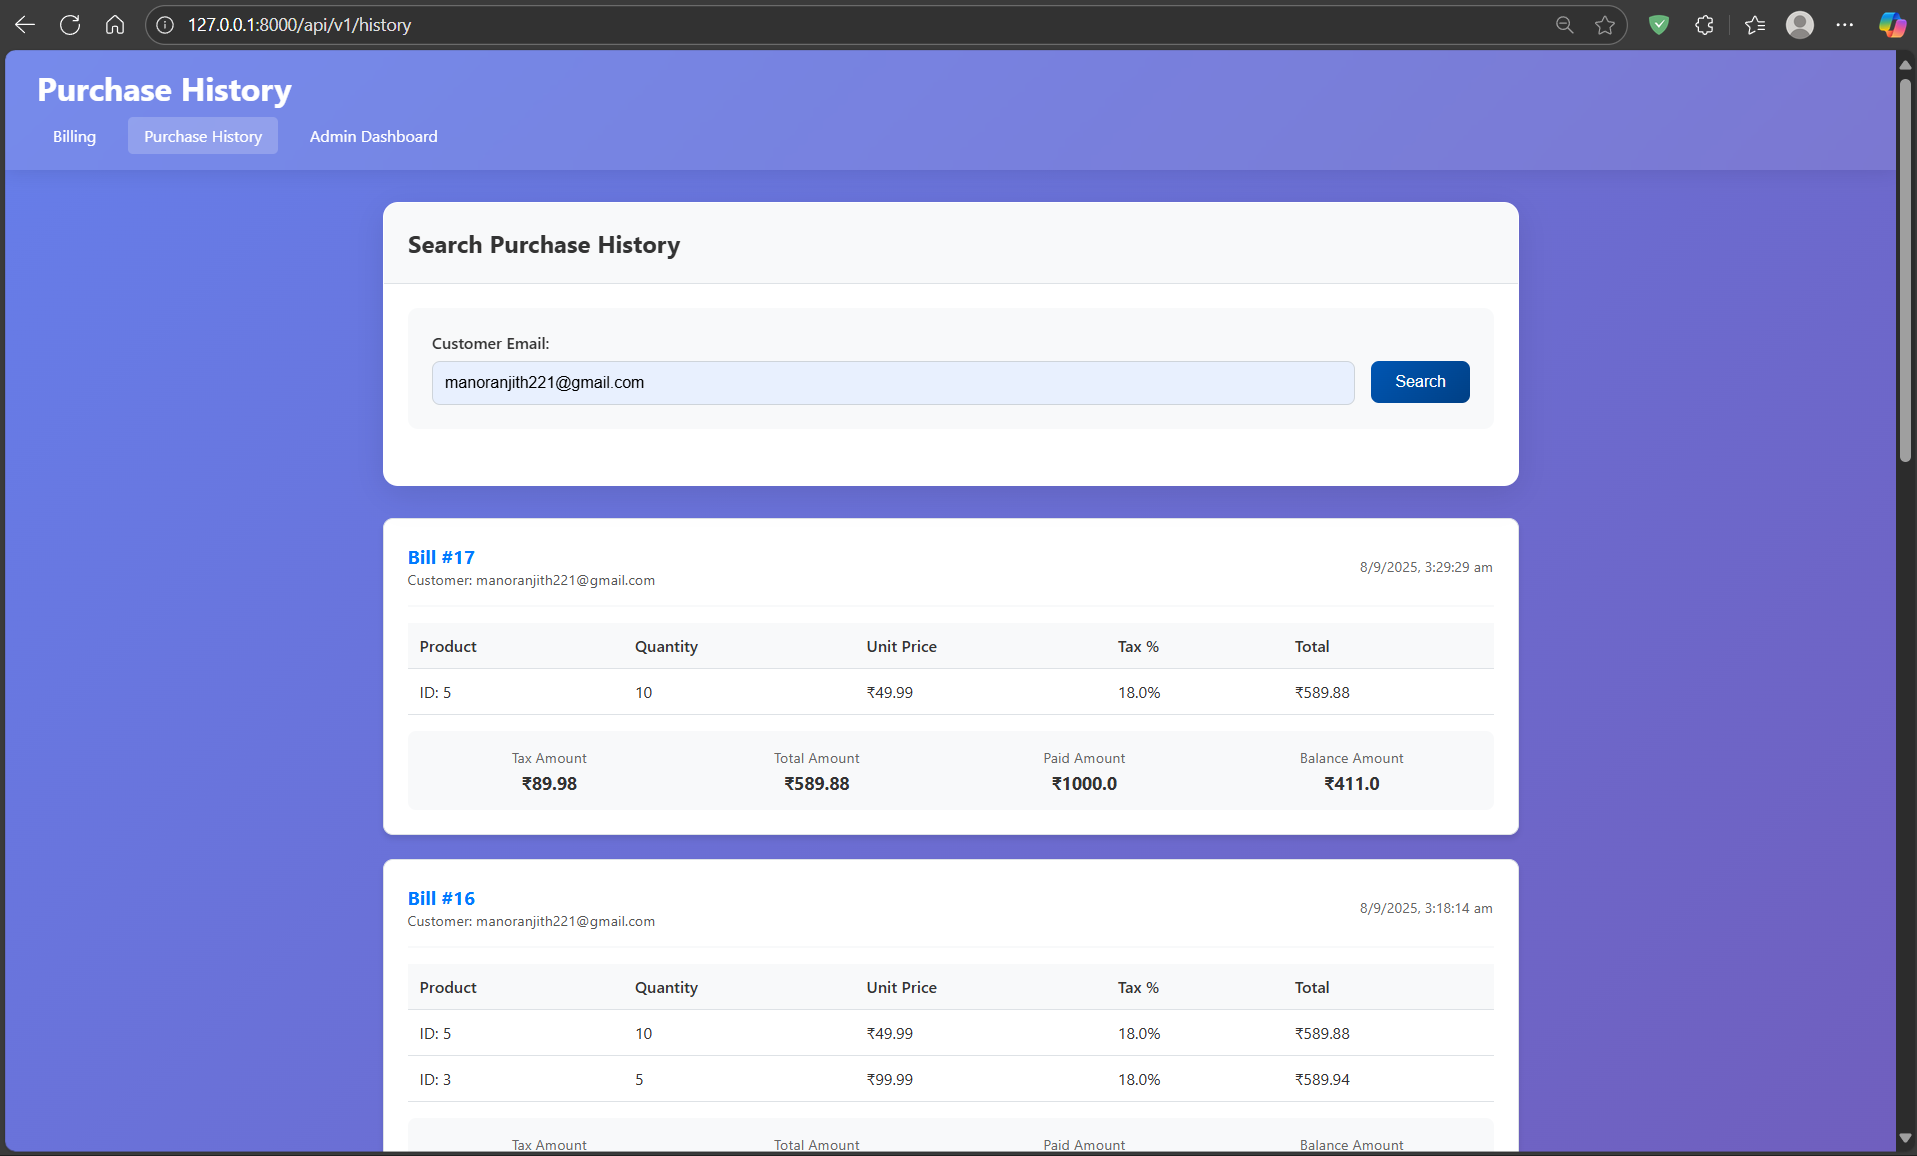 127.0.0.1:8000/api/v1/history
Purchase History
Billing Purchase History Admin Dashboard
Search Purchase History
Customer Email:
manoranjith221@gmail.com Search
Bill #17
Customer: manoranjith221@gmail.com
8/9/2025, 3:29:29 am
Product Quantity Unit Price Tax % Total
ID: 5 10 ₹49.99 18.0% ₹589.88
Tax Amount Total Amount Paid Amount Balance Amount
₹89.98 ₹589.88 ₹1000.0 ₹411.0
Bill #16
Customer: manoranjith221@gmail.com
8/9/2025, 3:18:14 am
Product Quantity Unit Price Tax % Total
ID: 5 10 ₹49.99 18.0% ₹589.88
ID: 3 5 ₹99.99 18.0% ₹589.94
Tax Amount Total Amount Paid Amount Balance Amount